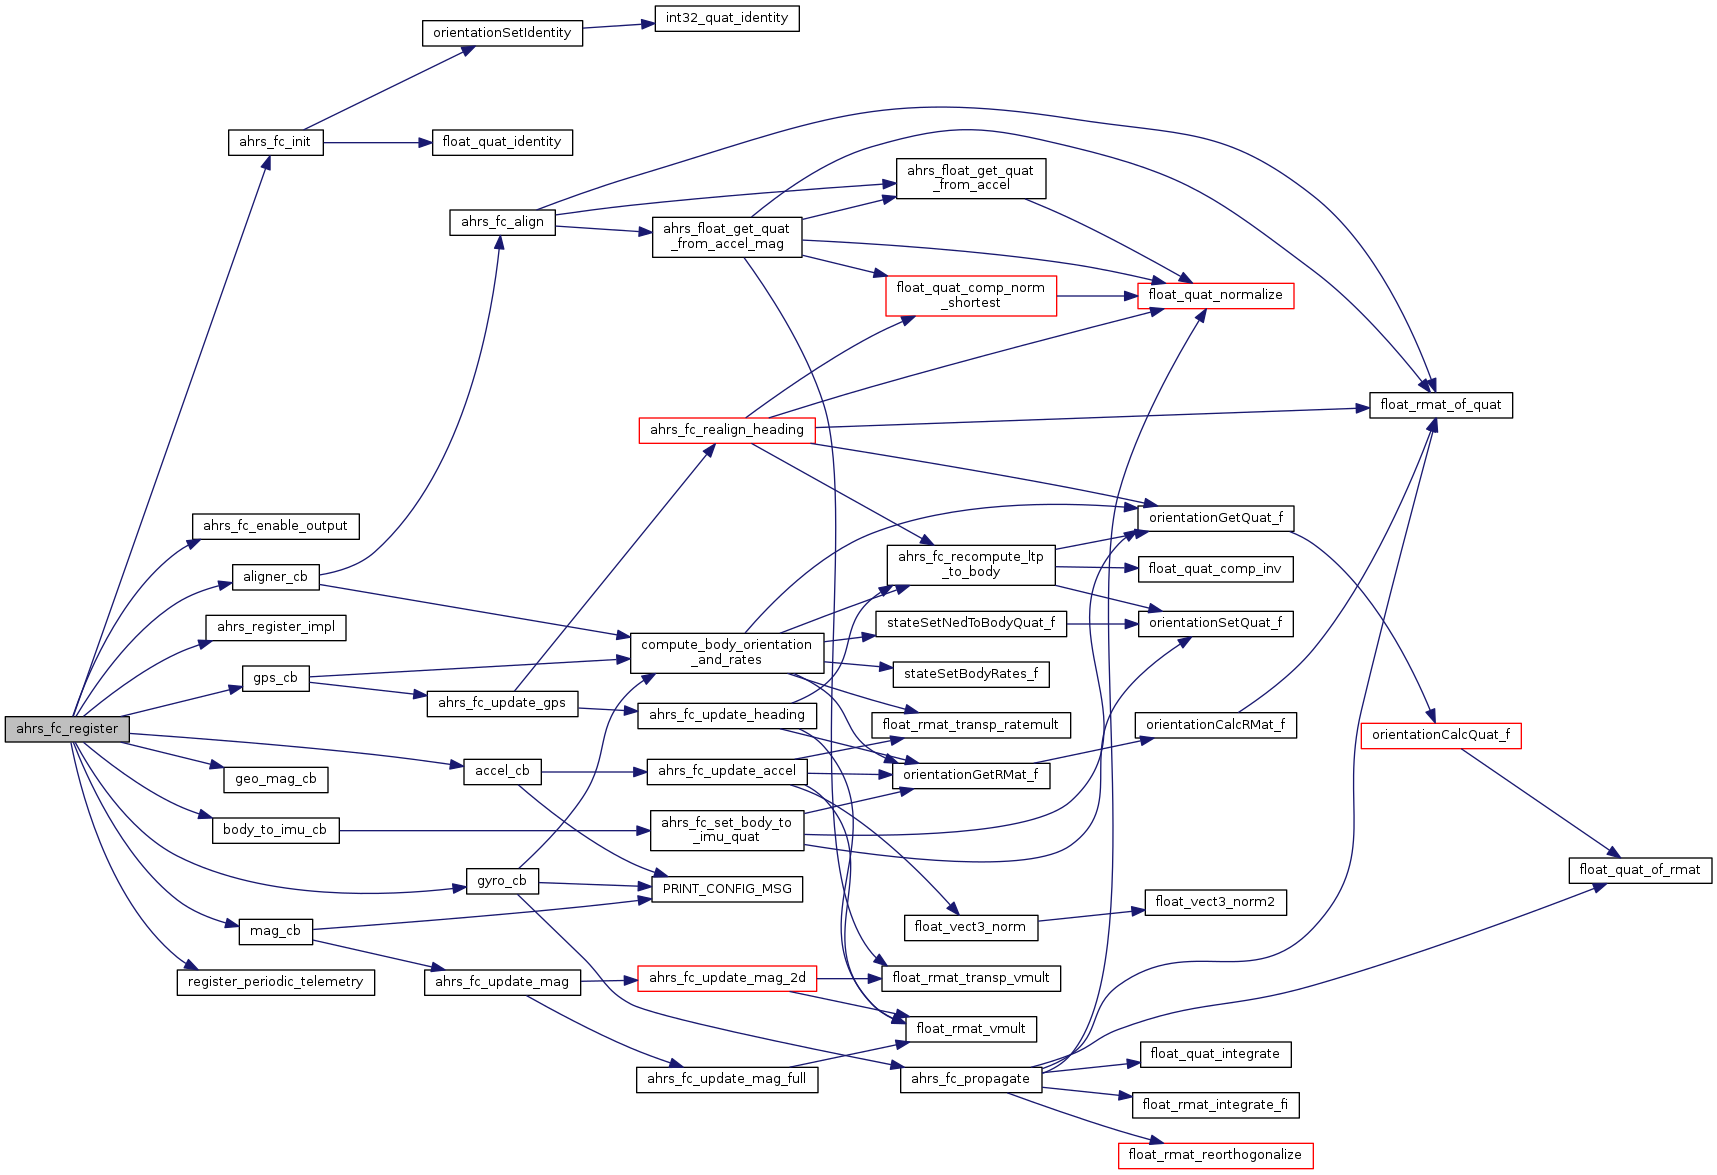 int32_quat_identity
orientationSetIdentity
ahrs_fc_init
float_quat_identity
ahrs_float_get_quat
_from_accel
ahrs_fc_align
ahrs_float_get_quat
_from_accel_mag
float_quat_comp_norm
_shortest
float_quat_normalize
float_rmat_of_quat
ahrs_fc_realign_heading
ahrs_fc_enable_output
orientationGetQuat_f
aligner_cb
ahrs_fc_recompute_ltp
_to_body
float_quat_comp_inv
ahrs_register_impl
stateSetNedToBodyQuat_f
orientationSetQuat_f
compute_body_orientation
_and_rates
gps_cb
stateSetBodyRates_f
ahrs_fc_update_gps
ahrs_fc_update_heading
float_rmat_transp_ratemult
orientationCalcRMat_f
ahrs_fc_register
orientationCalcQuat_f
geo_mag_cb
accel_cb
ahrs_fc_update_accel
orientationGetRMat_f
body_to_imu_cb
ahrs_fc_set_body_to
_imu_quat
gyro_cb
PRINT_CONFIG_MSG
float_quat_of_rmat
float_vect3_norm2
mag_cb
float_vect3_norm
register_periodic_telemetry
ahrs_fc_update_mag
ahrs_fc_update_mag_2d
float_rmat_transp_vmult
float_rmat_vmult
float_quat_integrate
ahrs_fc_update_mag_full
ahrs_fc_propagate
float_rmat_integrate_fi
float_rmat_reorthogonalize